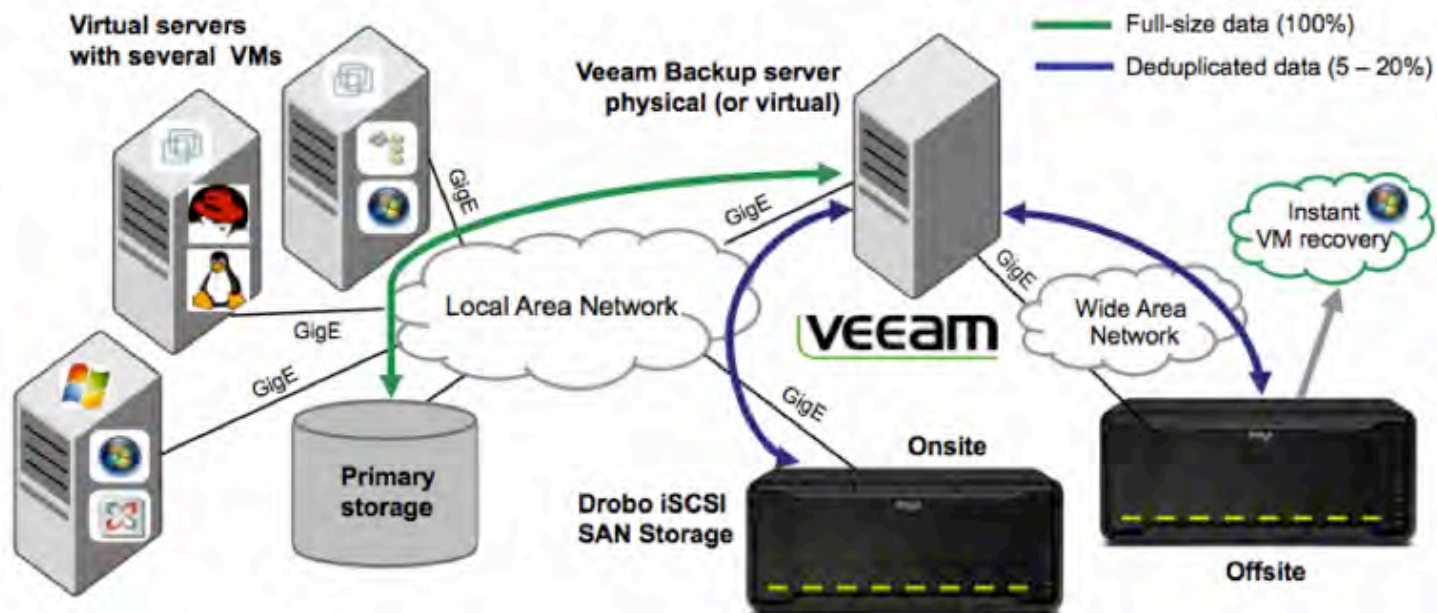 Virtual servers
with several VMs
Full-size data (100%)
Deduplicated data (5 – 20%)
Veeam Backup server
physical (or virtual)
GigE
GigE
Instant
VM recovery
GigE
Local Area Network
Wide Area
Network
GigE
veeam
GigE
GigE
Primary
storage
Onsite
Drobo iSCSI
SAN Storage
Offsite